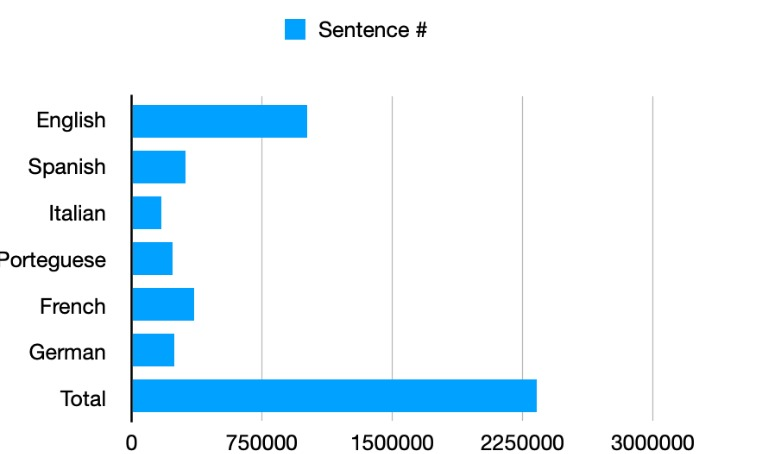 Sentence #
English
Spanish
Italian
Porteguese
French
German
Total
0 750000 1500000 2250000 3000000